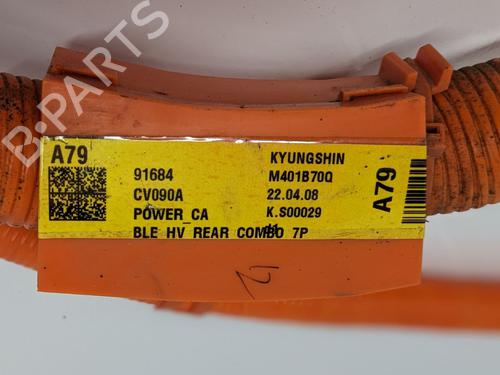 A79
91684
CV090A
POWER_CA
BLE HV REAR COMBO 7P
KYUNGSHIN
M401B70Q
22.04.08
K.S00029
A79
B-PARTS